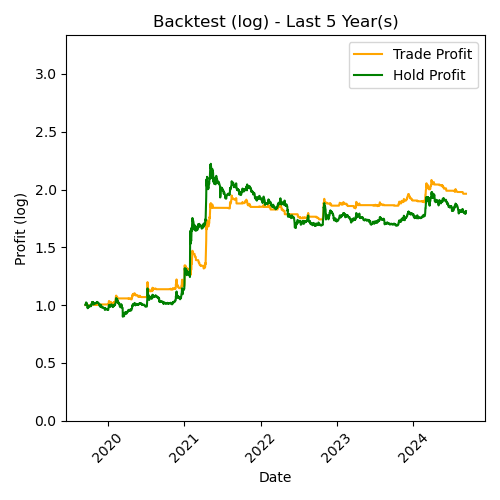 Backtest (log) - Last 5 Year(s)
Trade Profit
Hold Profit
Profit (log)
3.0
2.5
2.0
1.5
1.0
0.5
0.0
2020
2021
2022
2023
2024
Date